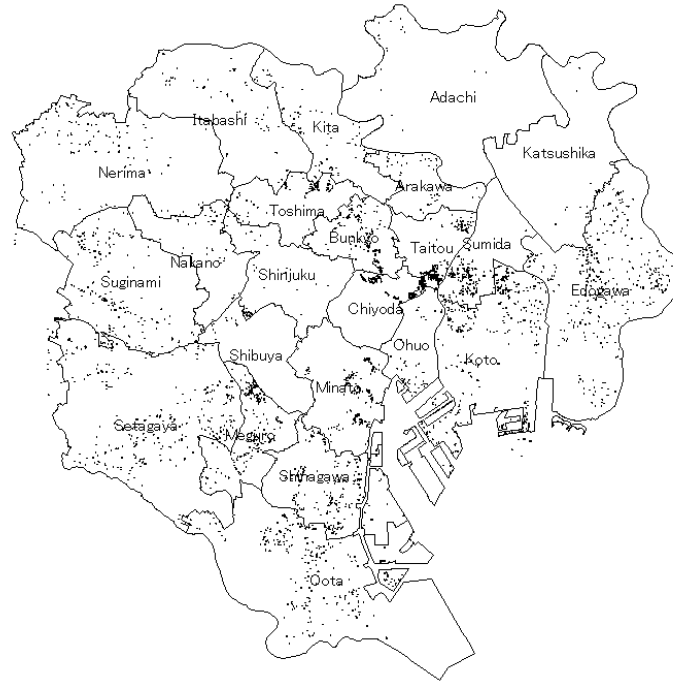 Adachi
Itabashi
Kita
Katsushika
Nerima
Arakawa
Toshima
Bunkyo
Taitou
Sumida
Nakano
Shinjuku
Suginami
Edogawa
Chiyoda
Ohuo
Shibuya
Koto
Minato
Setagaya
Meguro
Shinagawa
Oota